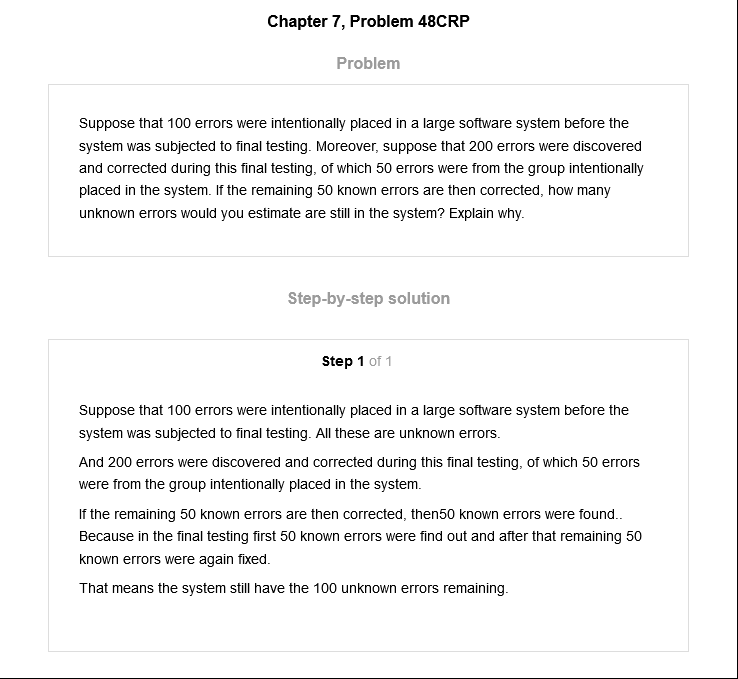 Chapter 7, Problem 48CRP
Problem
Suppose that 100 errors were intentionally placed in a large software system before the
system was subjected to final testing. Moreover, suppose that 200 errors were discovered
and corrected during this final testing, of which 50 errors were from the group intentionally
placed in the system. If the remaining 50 known errors are then corrected, how many
unknown errors would you estimate are still in the system? Explain why.
Step-by-step solution
Step 1 of 1
Suppose that 100 errors were intentionally placed in a large software system before the
system was subjected to final testing. All these are unknown errors.
And 200 errors were discovered and corrected during this final testing, of which 50 errors
were from the group intentionally placed in the system.
If the remaining 50 known errors are then corrected, then50 known errors were found..
Because in the final testing first 50 known errors were find out and after that remaining 50
known errors were again fixed.
That means the system still have the 100 unknown errors remaining.